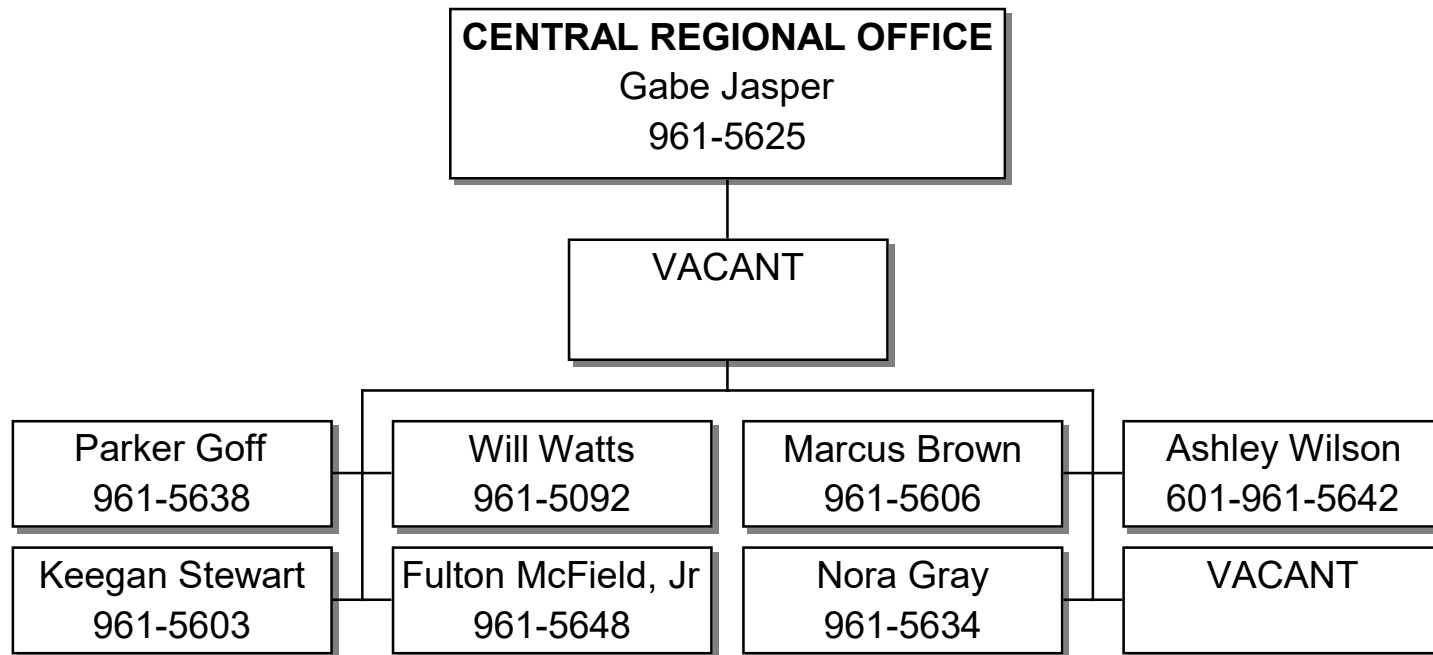 CENTRAL REGIONAL OFFICE
Gabe Jasper
961-5625
VACANT
Parker Goff
961-5638
Will Watts
961-5092
Marcus Brown
961-5606
Ashley Wilson
601-961-5642
Keegan Stewart
961-5603
Fulton McField, Jr
961-5648
Nora Gray
961-5634
VACANT